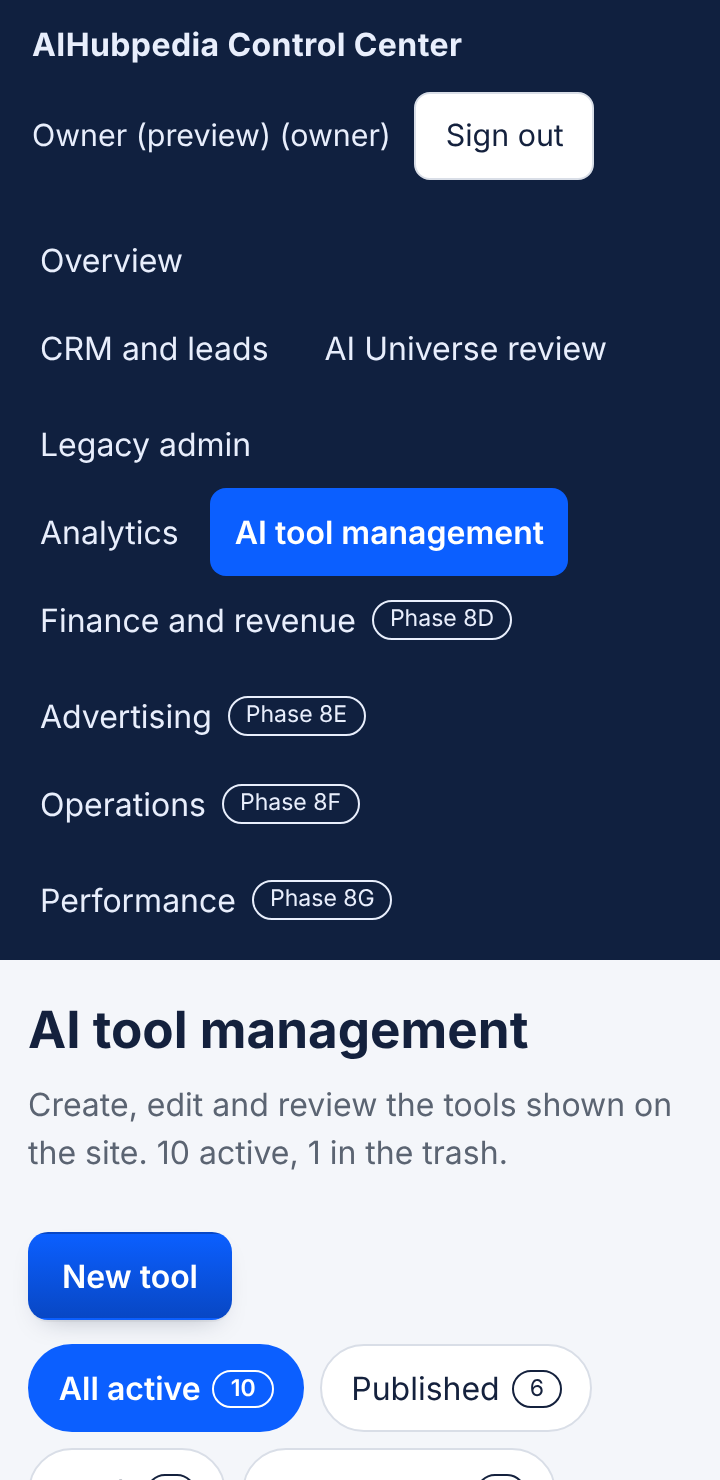 AIHubpedia Control Center
Owner (preview) (owner) Sign out
Overview
CRM and leads AI Universe review
Legacy admin
Analytics AI tool management
Finance and revenue Phase 8D
Advertising Phase 8E
Operations Phase 8F
Performance Phase 8G
AI tool management
Create, edit and review the tools shown on
the site. 10 active, 1 in the trash.
New tool
All active 10 Published 6